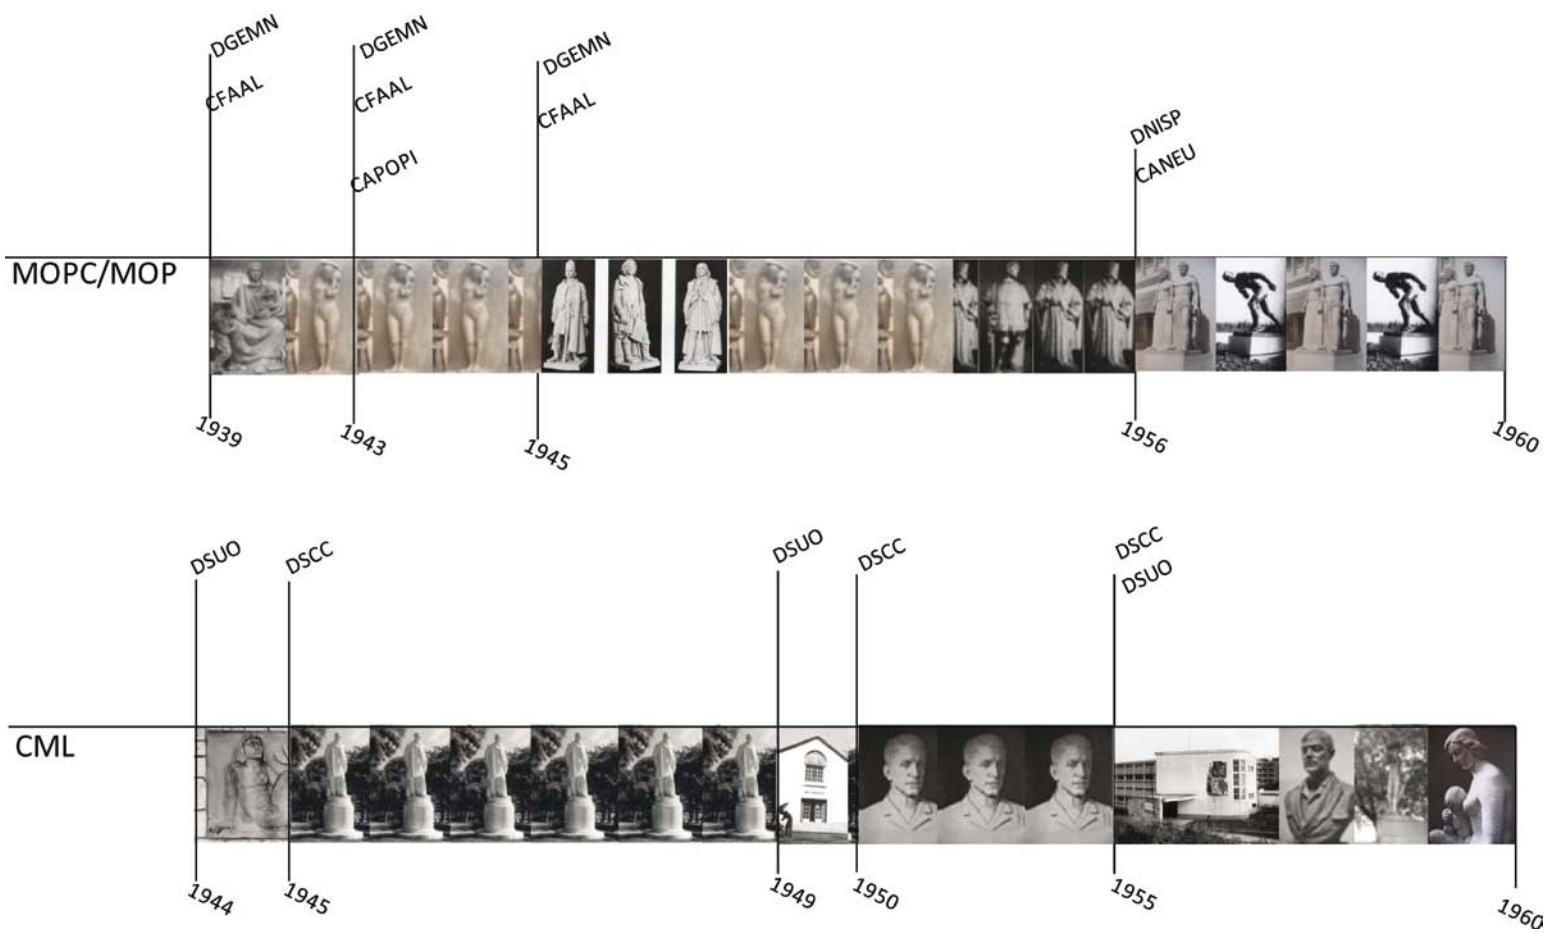 DGEMN
CFAAL
DGEMN
CFAAL
CAPOPI
DGEMN
CFAAL
DNISP
CANEU
MOPC/MOP
1939
1943
1945
1956
1960
DSUO
DSCC
DSUO
DSCC
DSCC
DSUO
CML
1944
1945
1949
1950
1955
1960